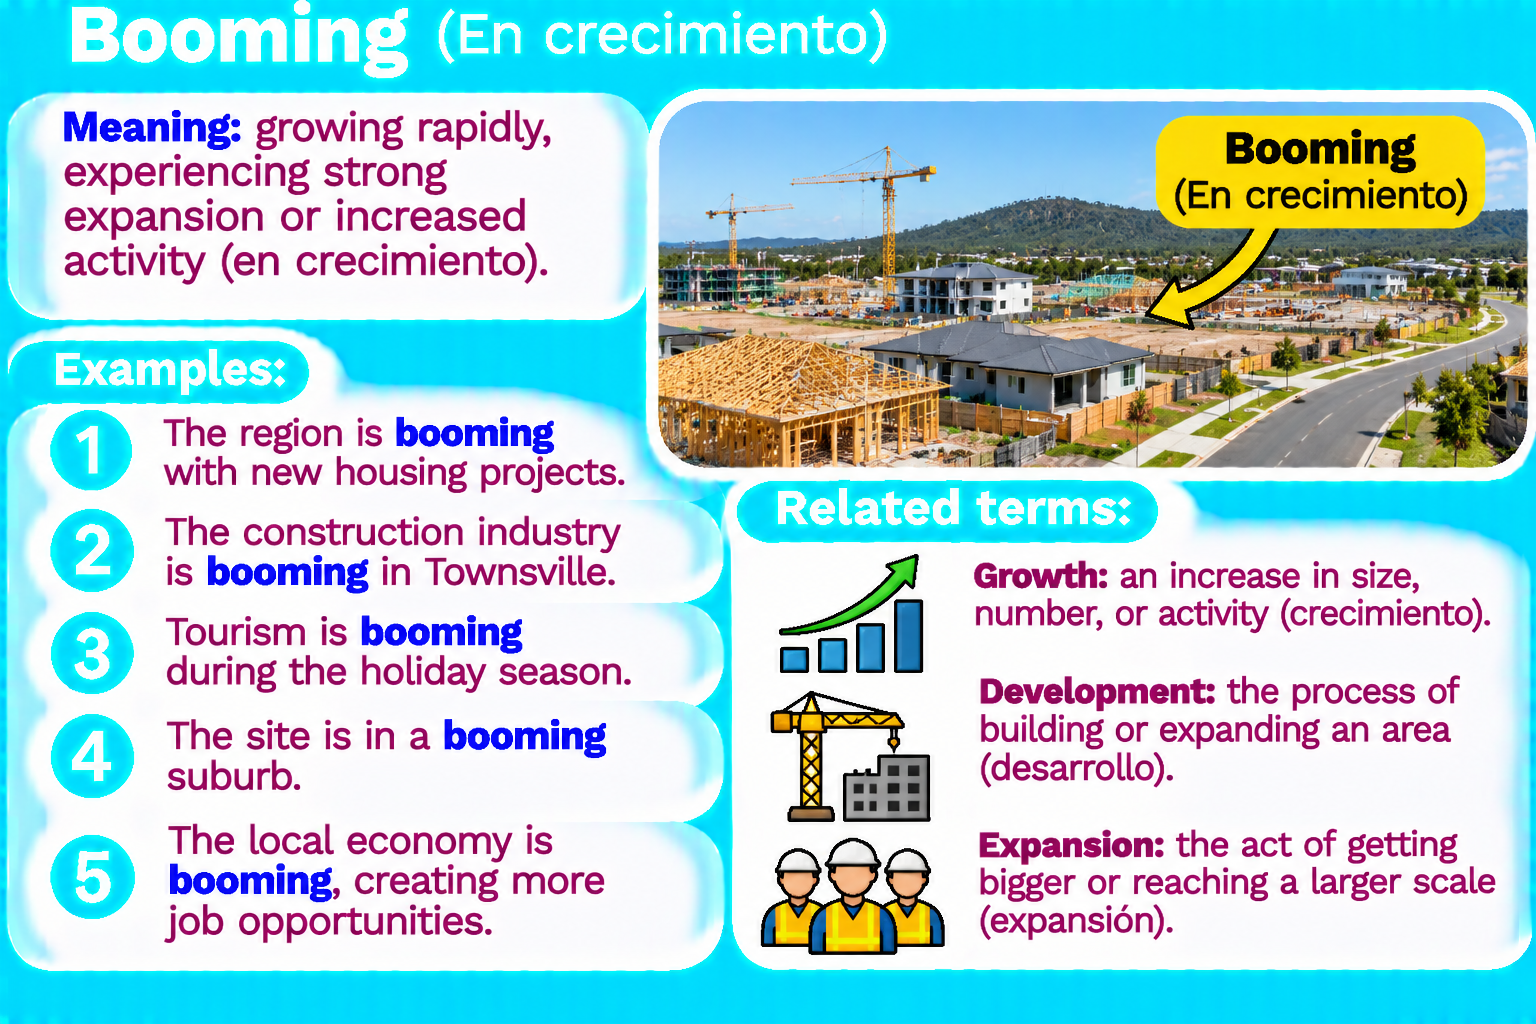 Booming (En crecimiento)
Meaning: growing rapidly,
experiencing strong
expansion or increased
activity (en crecimiento).
Booming
(En crecimiento)
Examples:
1 The region is booming
with new housing projects.
2 The construction industry
is booming in Townsville.
3 Tourism is booming
during the holiday season.
4 The site is in a booming
suburb.
5 The local economy is
booming, creating more
job opportunities.
Related terms:
Growth: an increase in size,
number, or activity (crecimiento).
Development: the process of
building or expanding an area
(desarrollo).
Expansion: the act of getting
bigger or reaching a larger scale
(expansión).